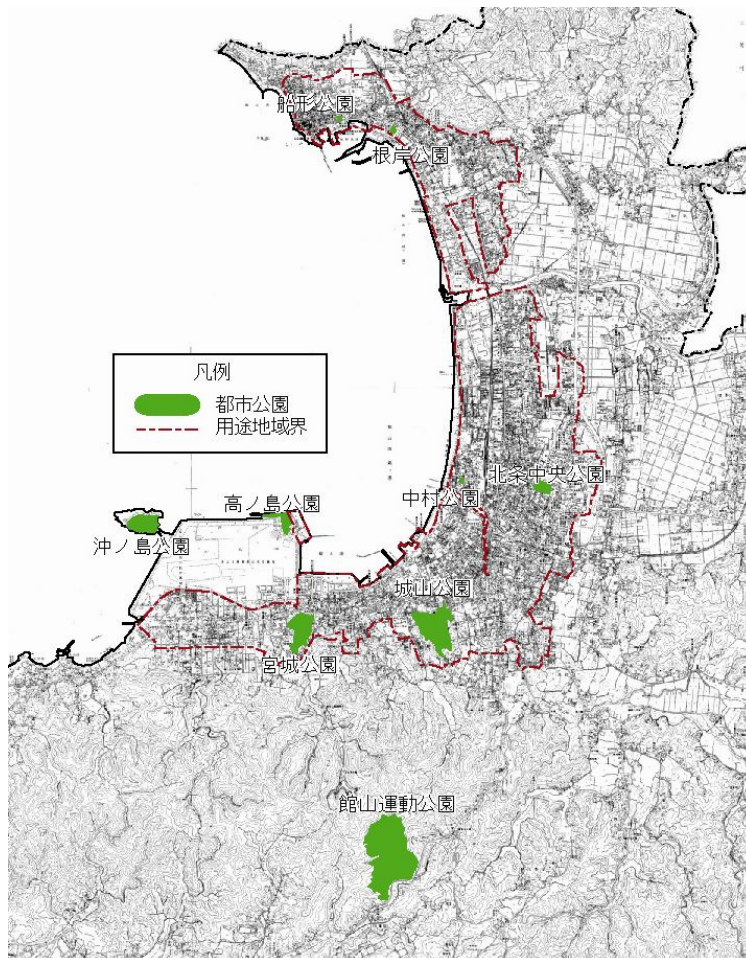 船形公園
根岸公園
凡例
都市公園
用途地域界
北条中央公園
中村公園
高ノ島公園
沖ノ島公園
城山公園
宮城公園
館山運動公園